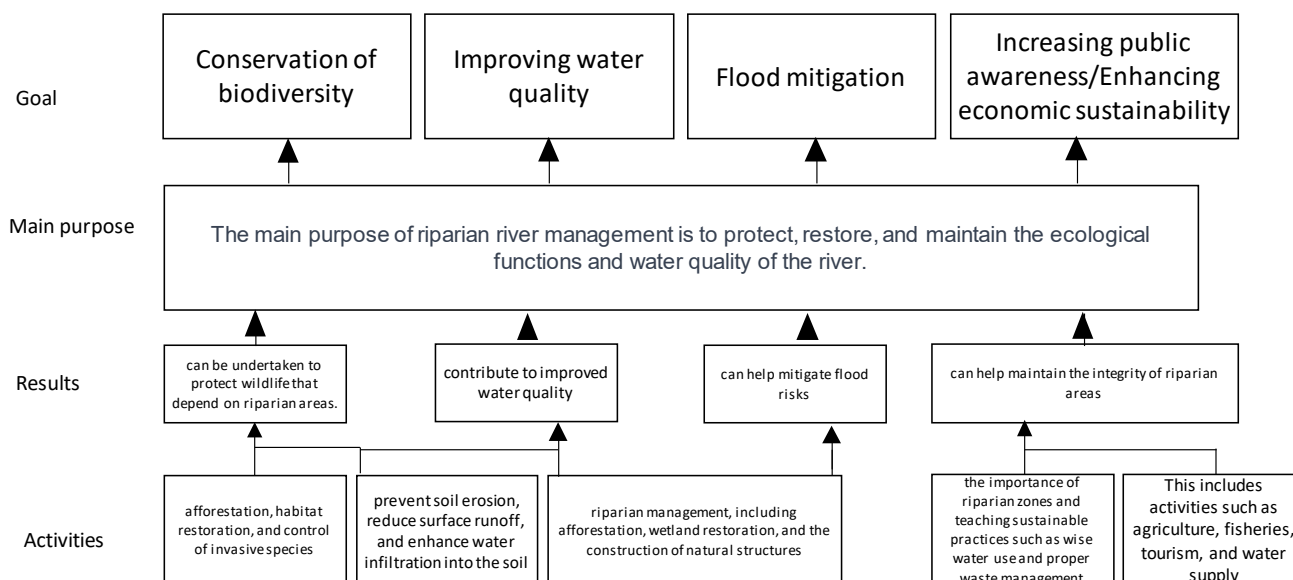 Goal
Conservation of
biodiversity
Improving water
quality
Flood mitigation
Increasing public
awareness/Enhancing
economic sustainability
Main purpose
The main purpose of riparian river management is to protect, restore, and maintain the ecological
functions and water quality of the river.
Results
can be undertaken to
protect wildlife that
depend on riparian areas.
contribute to improved
water quality
can help mitigate flood
risks
can help maintain the integrity of riparian
areas
Activities
afforestation, habitat
restoration, and control
of invasive species
prevent soil erosion,
reduce surface runoff,
and enhance water
infiltration into the soil
riparian management, including
afforestation, wetland restoration, and the
construction of natural structures
the importance of
riparian zones and
teaching sustainable
practices such as wise
water use and proper
waste management
This includes
activities such as
agriculture, fisheries,
tourism, and water
supply